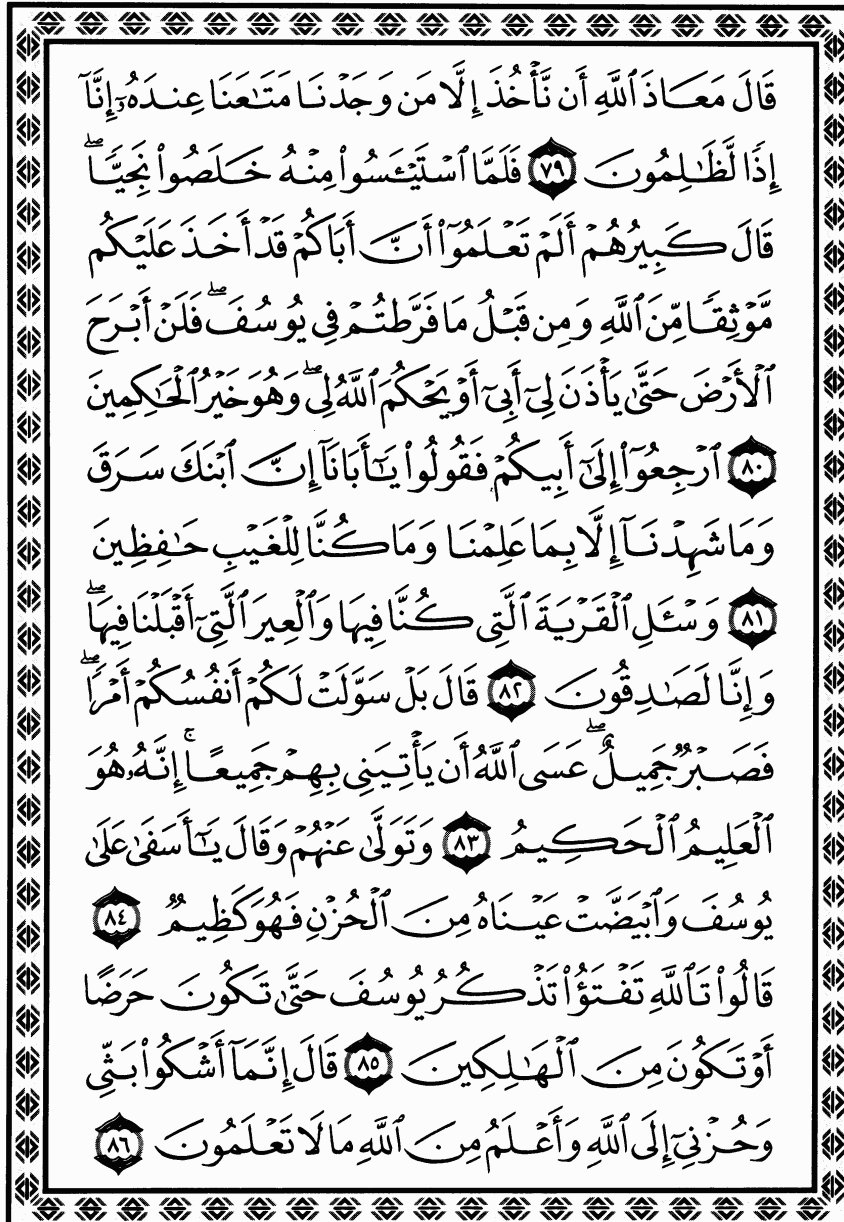 قَالَ مَعَاذَ ٱللَّهِ أَن نَّأۡخُذَ إِلَّا مَن وَجَدۡنَا مَتَٰعَنَا عِندَهُۥٓ إِنَّآ
إِذٗا لَّظَٰلِمُونَ ٧٩ فَلَمَّا ٱسۡتَيۡـَٔسُواْ مِنۡهُ خَلَصُواْ نَجِيّٗاۖ
قَالَ كَبِيرُهُمۡ أَلَمۡ تَعۡلَمُوٓاْ أَنَّ أَبَاكُمۡ قَدۡ أَخَذَ عَلَيۡكُم
مَّوۡثِقٗا مِّنَ ٱللَّهِ وَمِن قَبۡلُ مَا فَرَّطتُمۡ فِي يُوسُفَۖ فَلَنۡ أَبۡرَحَ
ٱلۡأَرۡضَ حَتَّىٰ يَأۡذَنَ لِيٓ أَبِيٓ أَوۡ يَحۡكُمَ ٱللَّهُ لِيۖ وَهُوَ خَيۡرُ ٱلۡحَٰكِمِينَ
٨٠ ٱرۡجِعُوٓاْ إِلَىٰٓ أَبِيكُمۡ فَقُولُواْ يَٰٓأَبَانَآ إِنَّ ٱبۡنَكَ سَرَقَ
وَمَا شَهِدۡنَآ إِلَّا بِمَا عَلِمۡنَا وَمَا كُنَّا لِلۡغَيۡبِ حَٰفِظِينَ
٨١ وَسۡـَٔلِ ٱلۡقَرۡيَةَ ٱلَّتِي كُنَّا فِيهَا وَٱلۡعِيرَ ٱلَّتِيٓ أَقۡبَلۡنَا فِيهَاۖ
وَإِنَّا لَصَٰدِقُونَ ٨٢ قَالَ بَلۡ سَوَّلَتۡ لَكُمۡ أَنفُسُكُمۡ أَمۡرٗاۖ
فَصَبۡرٞ جَمِيلٌۖ عَسَى ٱللَّهُ أَن يَأۡتِيَنِي بِهِمۡ جَمِيعًاۚ إِنَّهُۥ هُوَ
ٱلۡعَلِيمُ ٱلۡحَكِيمُ ٨٣ وَتَوَلَّىٰ عَنۡهُمۡ وَقَالَ يَٰٓأَسَفَىٰ عَلَىٰ
يُوسُفَ وَٱبۡيَضَّتۡ عَيۡنَاهُ مِنَ ٱلۡحُزۡنِ فَهُوَ كَظِيمٞ ٨٤
قَالُواْ تَٱللَّهِ تَفۡتَؤُاْ تَذۡكُرُ يُوسُفَ حَتَّىٰ تَكُونَ حَرَضًا
أَوۡ تَكُونَ مِنَ ٱلۡهَٰلِكِينَ ٨٥ قَالَ إِنَّمَآ أَشۡكُواْ بَثِّي
وَحُزۡنِيٓ إِلَى ٱللَّهِ وَأَعۡلَمُ مِنَ ٱللَّهِ مَا لَا تَعۡلَمُونَ ٨٦